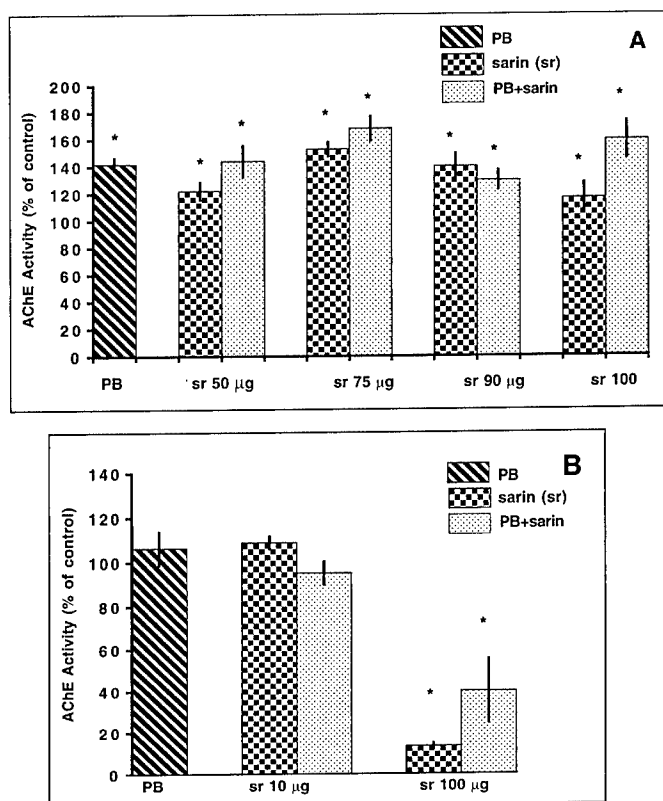 PB
sarin (sr)
PB+sarin
A
AChE Activity (% of control)
200
180
160
140
120
100
80
60
40
20
0
* * * * * * * * *
PB sr 50 µg sr 75 µg sr 90 µg sr 100
B
PB
sarin (sr)
PB+sarin
AChE Activity (% of control)
140
120
100
80
60
40
20
0
* *
PB sr 10 µg sr 100 µg